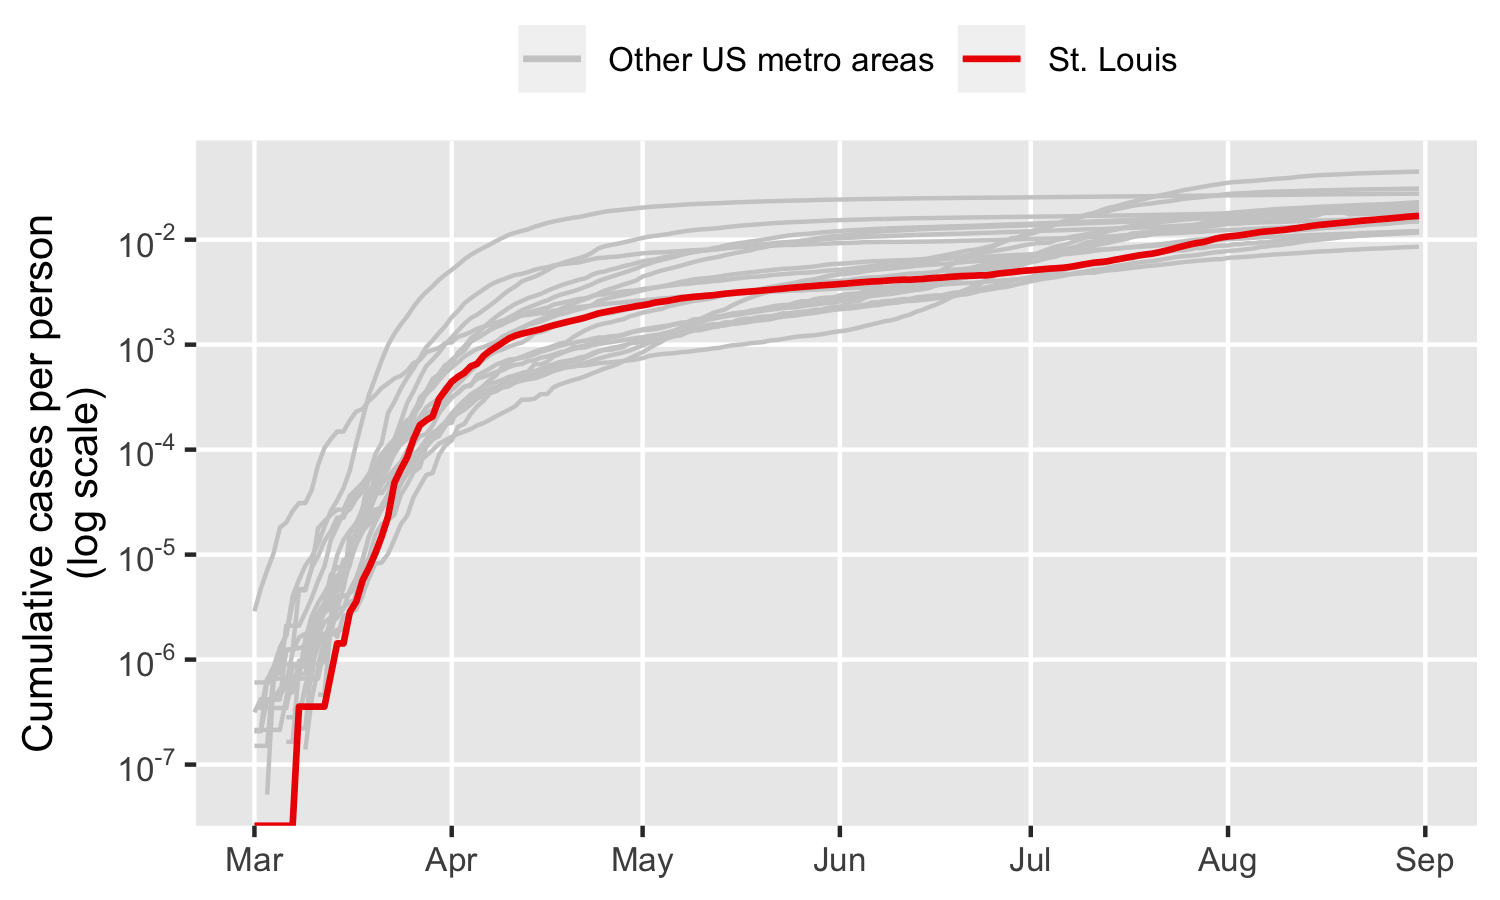 Other US metro areas St. Louis
Cumulative cases per person
(log scale)
10-2
10-3
10-4
10-5
10-6
10-7
Mar Apr May Jun Jul Aug Sep